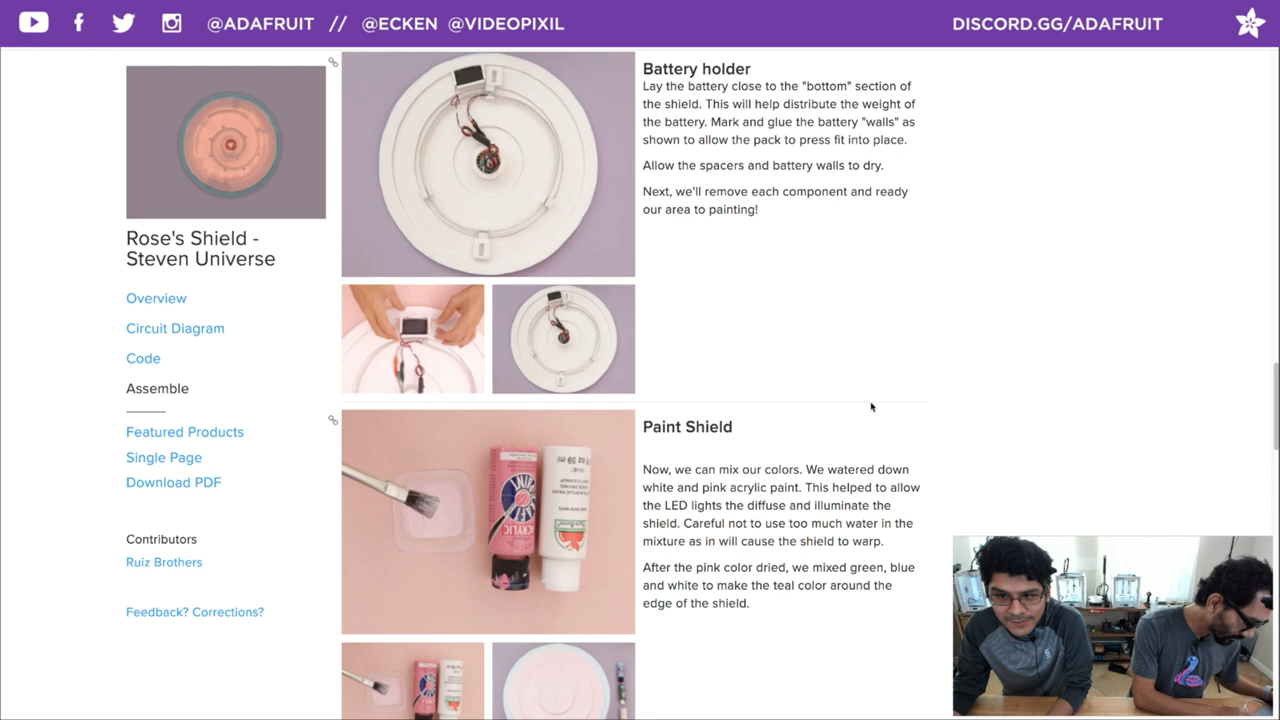 @ADAFRUIT // @ECKEN @VIDEOPIXIL
DISCORD.GG/ADAFRUIT
Rose's Shield -
Steven Universe
Overview
Circuit Diagram
Code
Assemble
Featured Products
Single Page
Download PDF
Contributors
Ruiz Brothers
Feedback? Corrections?
Battery holder
Lay the battery close to the "bottom" section of
the shield. This will help distribute the weight of
the battery. Mark and glue the battery "walls" as
shown to allow the pack to press fit into place.
Allow the spacers and battery walls to dry.
Next, we'll remove each component and ready
our area to painting!
ACRYLIC
Paint Shield
Now, we can mix our colors. We watered down
white and pink acrylic paint. This helped to allow
the LED lights the diffuse and illuminate the
shield. Careful not to use too much water in the
mixture as in will cause the shield to warp.
After the pink color dried, we mixed green, blue
and white to make the teal color around the
edge of the shield.